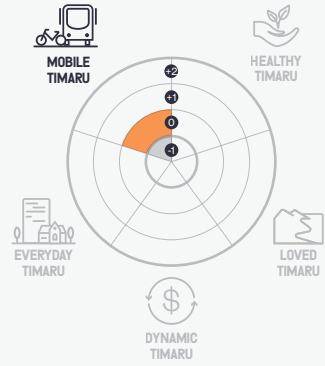 MOBILE
TIMARU
HEALTHY
TIMARU
+2
+1
0
-1
EVERYDAY
TIMARU
LOVED
TIMARU
$
DYNAMIC
TIMARU